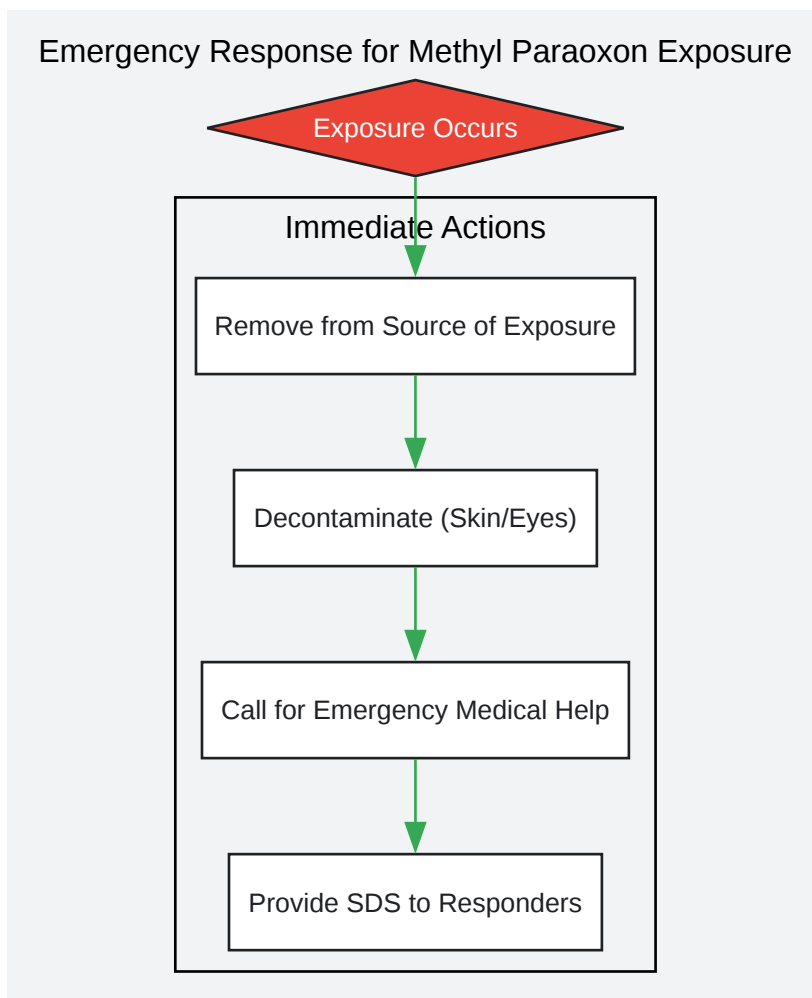 Emergency Response for Methyl Paraoxon Exposure
Exposure Occurs
Immediate Actions
Remove from Source of Exposure
Decontaminate (Skin/Eyes)
Call for Emergency Medical Help
Provide SDS to Responders